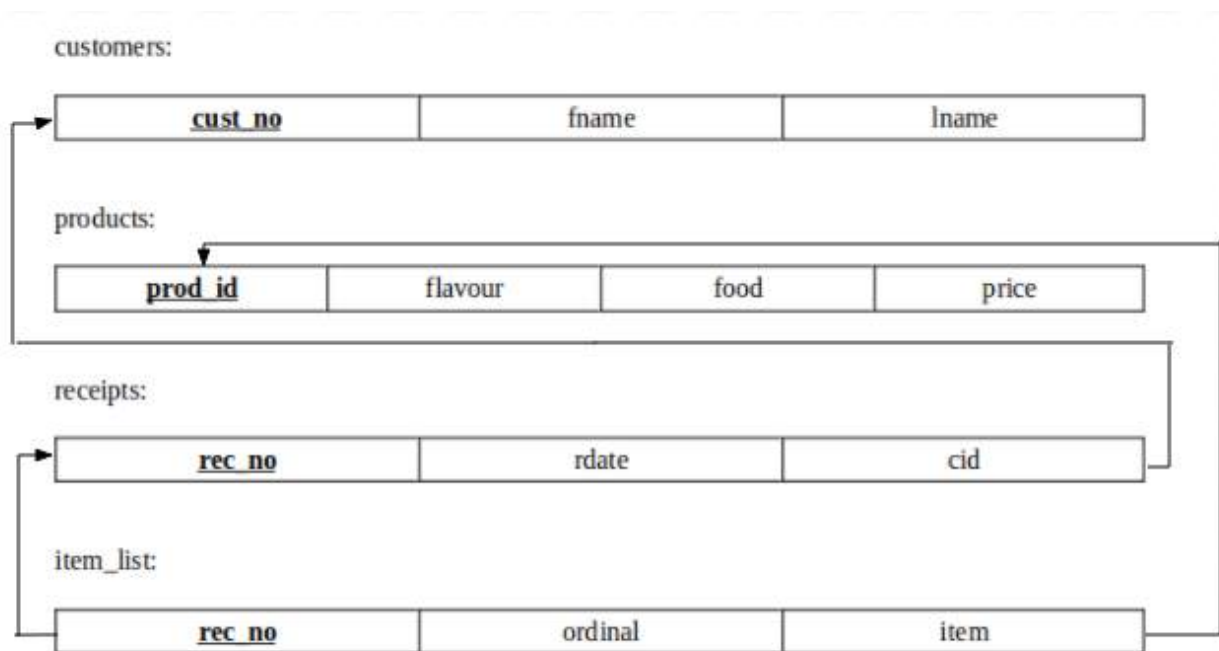 customers:
cust_no fname lname
products:
prod_id flavour food price
receipts:
rec_no rdate cid
item_list:
rec_no ordinal item